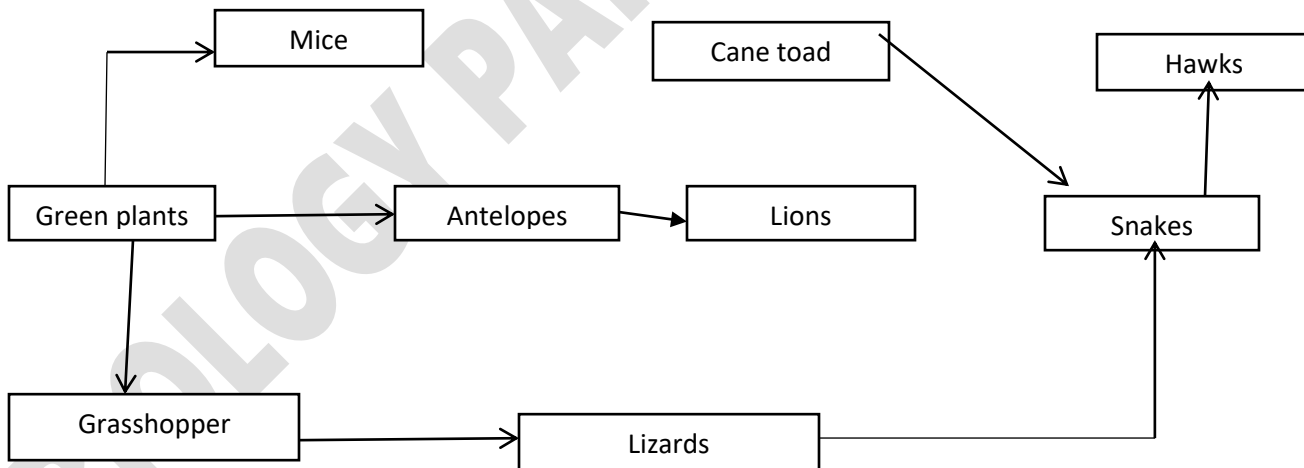 Mice
Cane toad
Hawks
Green plants
Antelopes
Lions
Snakes
Grasshopper
Lizards